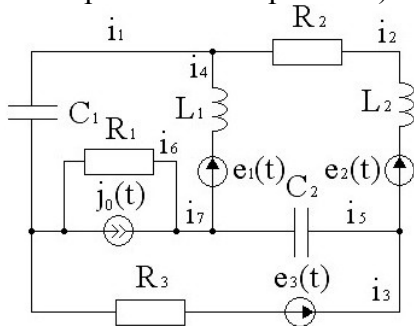 i₁
R₂
i₂
i₄
C₁
L₁
L₂
R₁
i₆
e₁(t)
C₂
e₂(t)
j₀(t)
i₇
i₅
e₃(t)
i₃
R₃